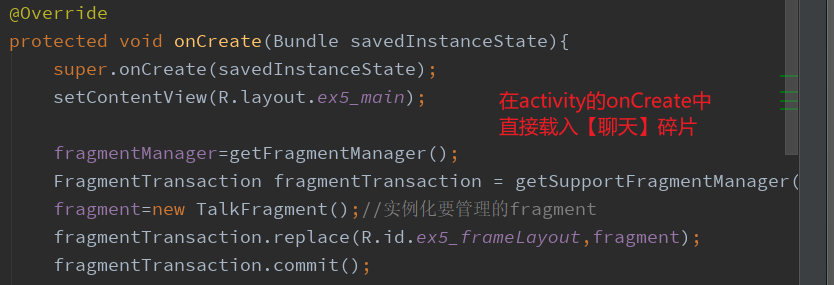 @Override
protected void onCreate(Bundle savedInstanceState){
super.onCreate(savedInstanceState);
setContentView(R.layout.ex5_main);
在activity的onCreate中
直接载入【聊天】碎片
fragmentManager=getFragmentManager();
FragmentTransaction fragmentTransaction = getSupportFragmentManager(
fragment=new TalkFragment();//实例化要管理的fragment
fragmentTransaction.replace(R.id.ex5_frameLayout,fragment);
fragmentTransaction.commit();